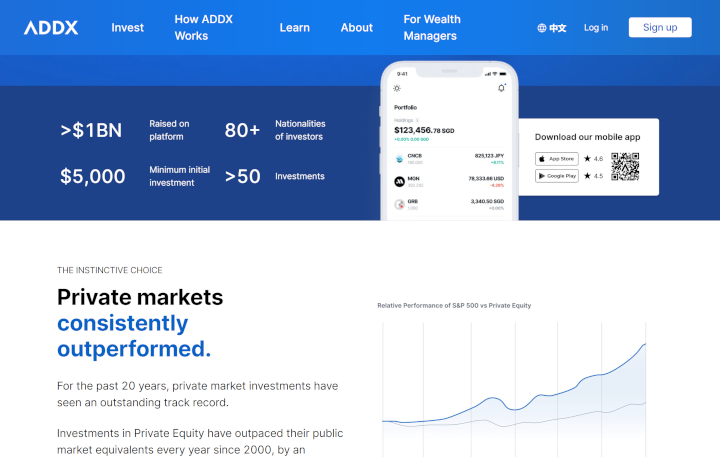 ADDX
Invest
How ADDX
Works
Learn
About
For Wealth
Managers
中文
Log in
Sign up
>$1BN
Raised on
platform
80+
Nationalities
of investors
$5,000
Minimum initial
investment
>50
Investments
9:41
Portfolio
Holdings: 3
$123,456.78 SGD
+0.00% 0.00 SGD
CNCB
825,123 JPY
MON
78,333.66 USD
-4.20%
GRB
3,340.50 SGD
+0.80%
Download our mobile app
App Store
4.6
Google Play
4.5
THE INSTINCTIVE CHOICE
Private markets
consistently
outperformed.
For the past 20 years, private market investments have
seen an outstanding track record.
Investments in Private Equity have outpaced their public
market equivalents every year since 2000, by an
Relative Performance of S&P 500 vs Private Equity